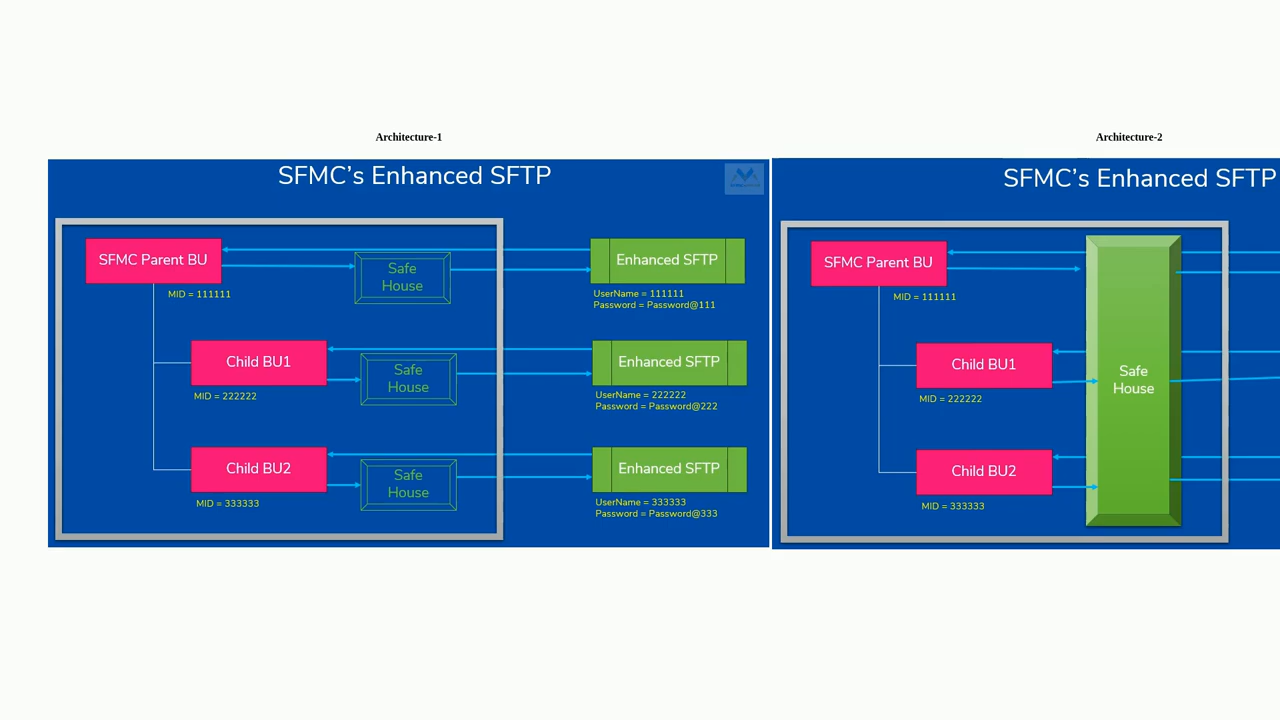 Architecture-1
SFMC's Enhanced SFTP
SFMC Parent BU
MID = 111111
Safe
House
Enhanced SFTP
UserName = 111111
Password = Password@111
Child BU1
MID = 222222
Safe
House
Enhanced SFTP
UserName = 222222
Password = Password@222
Child BU2
MID = 333333
Safe
House
Enhanced SFTP
UserName = 333333
Password = Password@333
Architecture-2
SFMC's Enhanced SFTP
SFMC Parent BU
MID = 111111
Child BU1
MID = 222222
Child BU2
MID = 333333
Safe
House